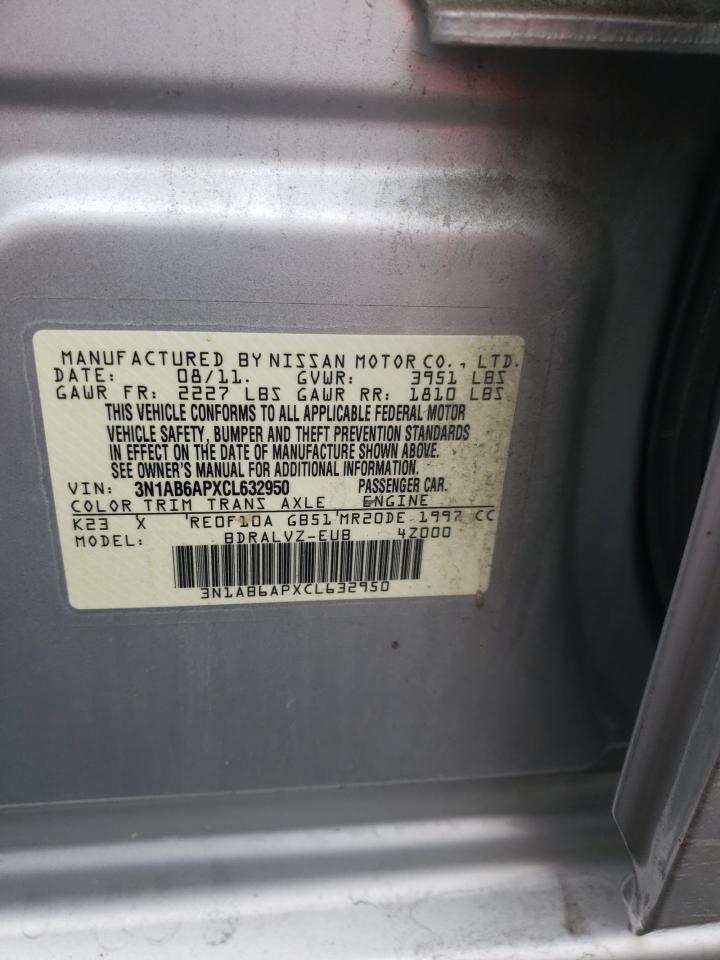 MANUFACTURED BY NISSAN MOTOR CO., LTD.
DATE: 08/11. GVWR: 3951 LBS
GAWR FR: 2227 LBS GAWR RR: 1810 LBS
THIS VEHICLE CONFORMS TO ALL APPLICABLE FEDERAL MOTOR
VEHICLE SAFETY, BUMPER AND THEFT PREVENTION STANDARDS
IN EFFECT ON THE DATE OF MANUFACTURE SHOWN ABOVE.
SEE OWNER'S MANUAL FOR ADDITIONAL INFORMATION.
VIN: 3N1AB6APXCL632950 PASSENGER CAR.
COLOR TRIM TRANS AXLE ENGINE
K23 X 'RE0F10A GB51'MR20DE 1997 CC
MODEL: BDRALVZ-EUB 4Z000
3N1AB6APXCL632950